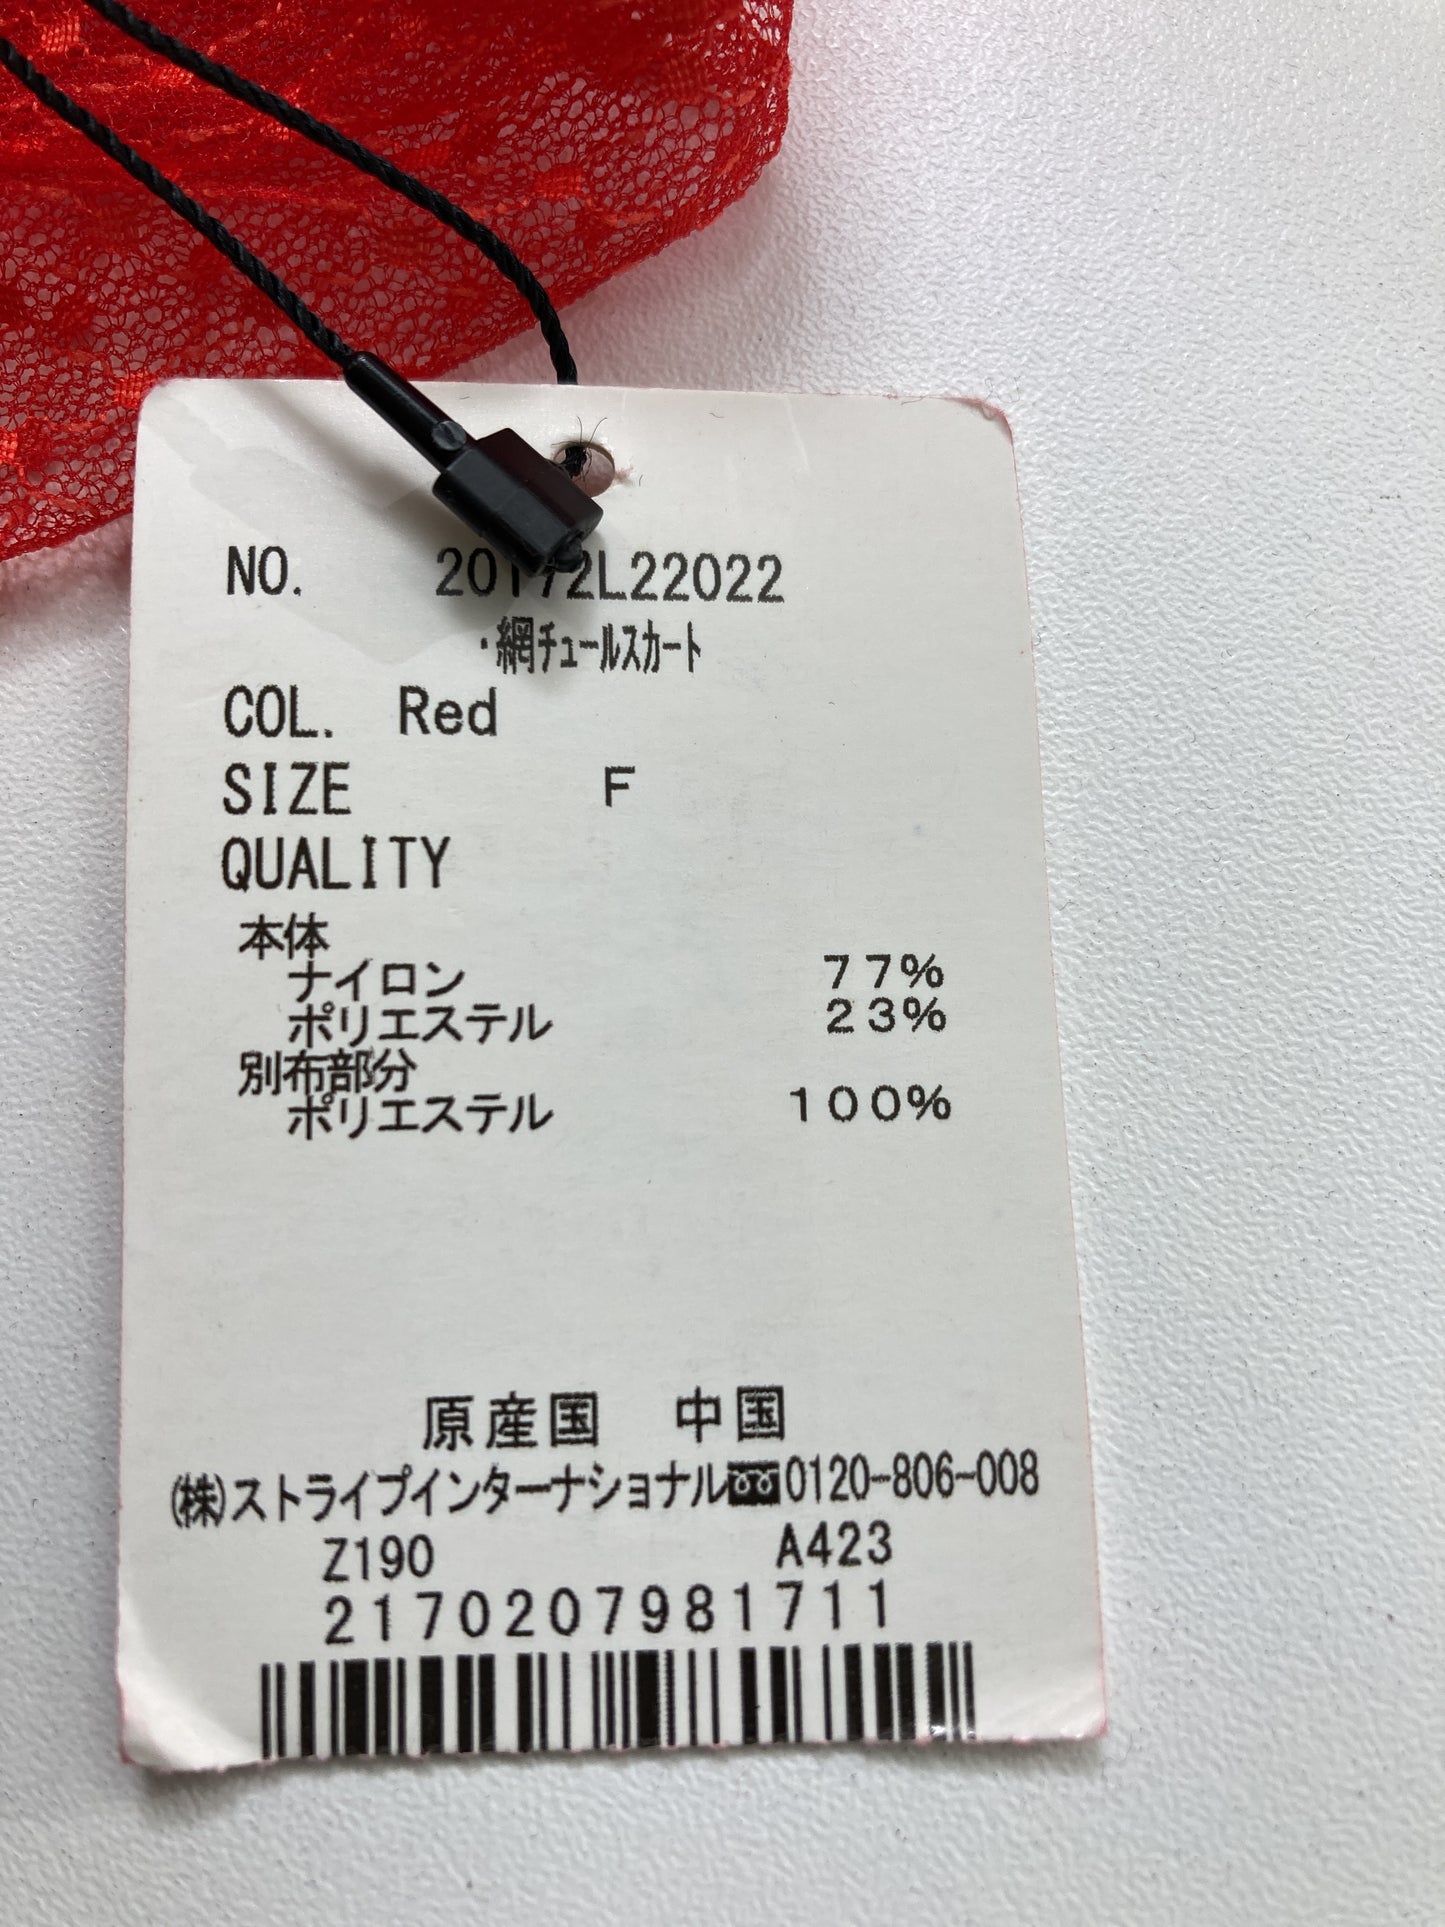 NO. 20172L22022
・網チュールスカート
COL. Red
SIZE F
QUALITY
本体
ナイロン 77%
ポリエステル 23%
別布部分
ポリエステル 100%
原産国 中国
(株)ストライプインターナショナル 0120-806-008
Z190 A423
2170207981711